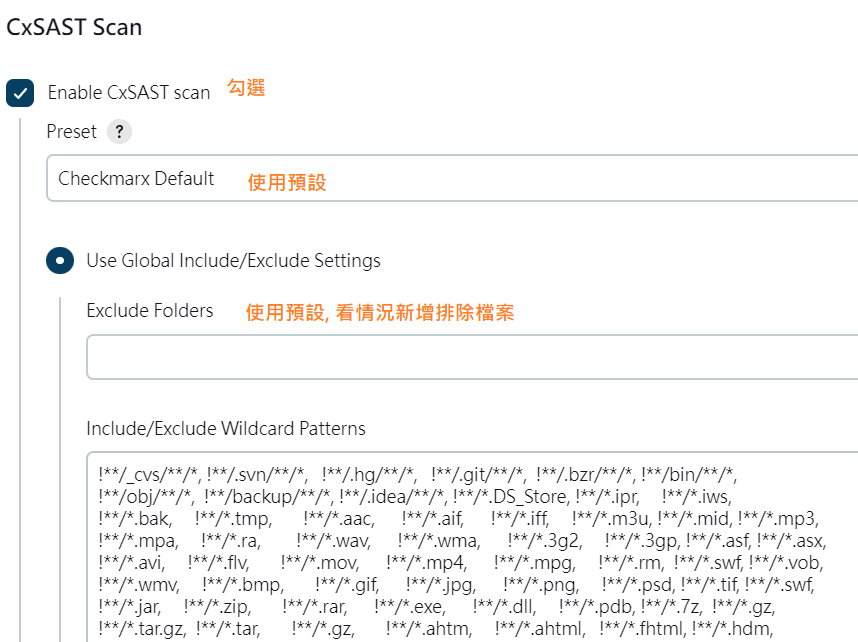 CxSAST Scan
Enable CxSAST scan 勾選
Preset ?
Checkmarx Default 使用預設
Use Global Include/Exclude Settings
Exclude Folders 使用預設, 看情況新增排除檔案
Include/Exclude Wildcard Patterns
!**/_cvs/**/*, !**/.svn/**/*, !**/.hg/**/*, !**/.git/**/*, !**/.bzr/**/*, !**/bin/**/*,
!**/obj/**/*, !**/backup/**/*, !**/.idea/**/*, !**/*.DS_Store, !**/*.ipr, !**/*.iws,
!**/*.bak, !**/*.tmp, !**/*.aac, !**/*.aif, !**/*.iff, !**/*.m3u, !**/*.mid, !**/*.mp3,
!**/*.mpa, !**/*.ra, !**/*.wav, !**/*.wma, !**/*.3g2, !**/*.3gp, !**/*.asf, !**/*.asx,
!**/*.avi, !**/*.flv, !**/*.mov, !**/*.mp4, !**/*.mpg, !**/*.rm, !**/*.swf, !**/*.vob,
!**/*.wmv, !**/*.bmp, !**/*.gif, !**/*.jpg, !**/*.png, !**/*.psd, !**/*.tif, !**/*.swf,
!**/*.jar, !**/*.zip, !**/*.rar, !**/*.exe, !**/*.dll, !**/*.pdb, !**/*.7z, !**/*.gz,
!**/*.tar.gz, !**/*.tar, !**/*.gz, !**/*.ahtm, !**/*.ahtml, !**/*.fhtml, !**/*.hdm,